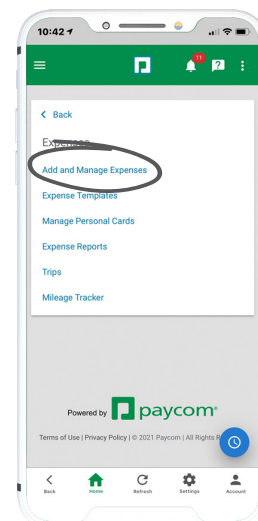 10:42
11
?
Back
Expenses
Add and Manage Expenses
Expense Templates
Manage Personal Cards
Expense Reports
Trips
Mileage Tracker
Powered by paycom®
Terms of Use | Privacy Policy | © 2021 Paycom | All Rights R
Back Home Refresh Settings Account